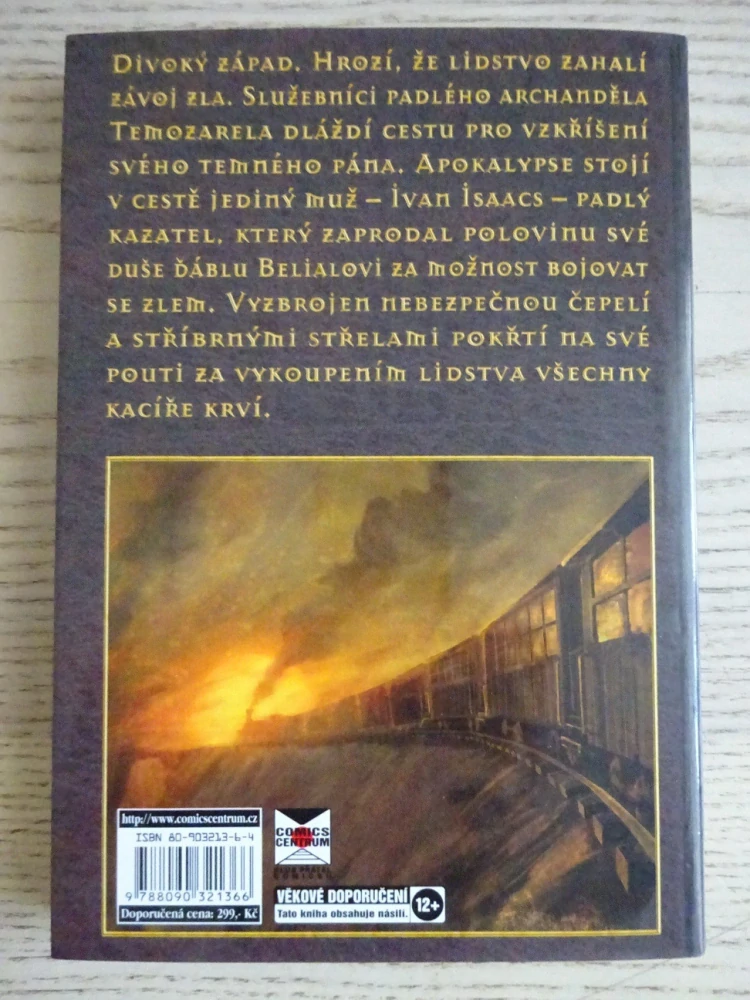 Divoký západ. Hrozí, že lidstvo zahalí
závoj zla. Služebníci padlého archanděla
Temozarela dláždí cestu pro vzkříšení
svého temného pána. Apokalypse stojí
v cestě jediný muž – Ivan Isaacs – padlý
kazatel, který zaprodal polovinu své
duše ďáblu Belialovi za možnost bojovat
se zlem. Vyzbrojen nebezpečnou čepelí
a stříbrnými střelami pokřtí na své
pouti za vykoupením lidstva všechny
kacíře krví.
http://www.comicscentrum.cz
ISBN 80-903213-6-4
9 788090 321366
Doporučená cena: 299,- Kč
COMICS
CENTRUM
KLUB PŘÁTEL
COMICSU
VĚKOVÉ DOPORUČENÍ
Tato kniha obsahuje násilí.
12+